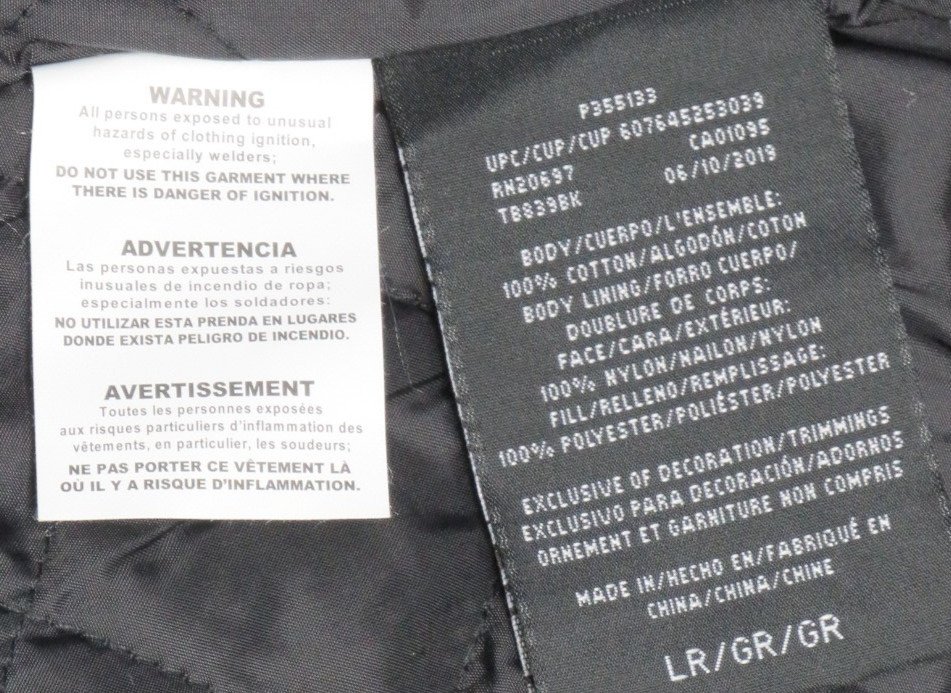 WARNING
All persons exposed to unusual
hazards of clothing ignition,
especially welders;
DO NOT USE THIS GARMENT WHERE
THERE IS DANGER OF IGNITION.
ADVERTENCIA
Las personas expuestas a riesgos
inusuales de incendio de ropa;
especialmente los soldadores:
NO UTILIZAR ESTA PRENDA EN LUGARES
DONDE EXISTA PELIGRO DE INCENDIO.
AVERTISSEMENT
Toutes les personnes exposées
aux risques particuliers d'inflammation des
vêtements, en particulier, les soudeurs;
NE PAS PORTER CE VÊTEMENT LÀ
OÙ IL Y A RISQUE D'INFLAMMATION.
P355133
UPC/CUP/CUP 607645253039
RN20697 CA01095
TB839BK 06/10/2019
BODY/CUERPO/L'ENSEMBLE:
100% COTTON/ALGODÓN/COTON
BODY LINING/FORRO CUERPO/
DOUBLURE DE CORPS:
FACE/CARA/EXTÉRIEUR:
100% NYLON/NAILON/NYLON
FILL/RELLENO/REMPLISSAGE:
100% POLYESTER/POLIÉSTER/POLYESTER
EXCLUSIVE OF DECORATION/TRIMMINGS
EXCLUSIVO PARA DECORACIÓN/ADORNOS
ORNEMENT ET GARNITURE NON COMPRIS
MADE IN/HECHO EN/FABRIQUÉ EN
CHINA/CHINA/CHINE
LR/GR/GR